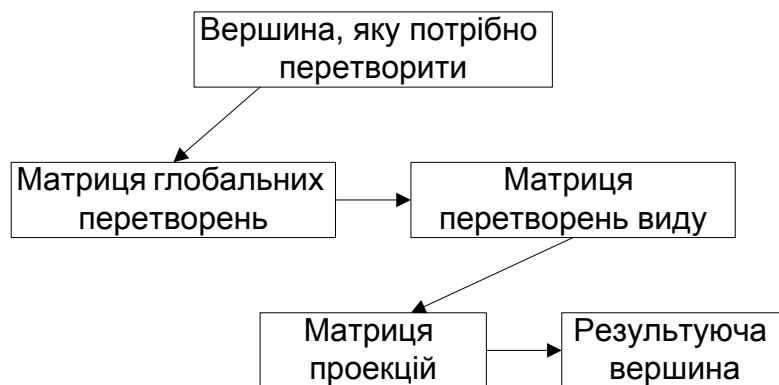 Вершина, яку потрібно
перетворити
Матриця глобальних
перетворень
Матриця
перетворень виду
Матриця
проекцій
Результуюча
вершина